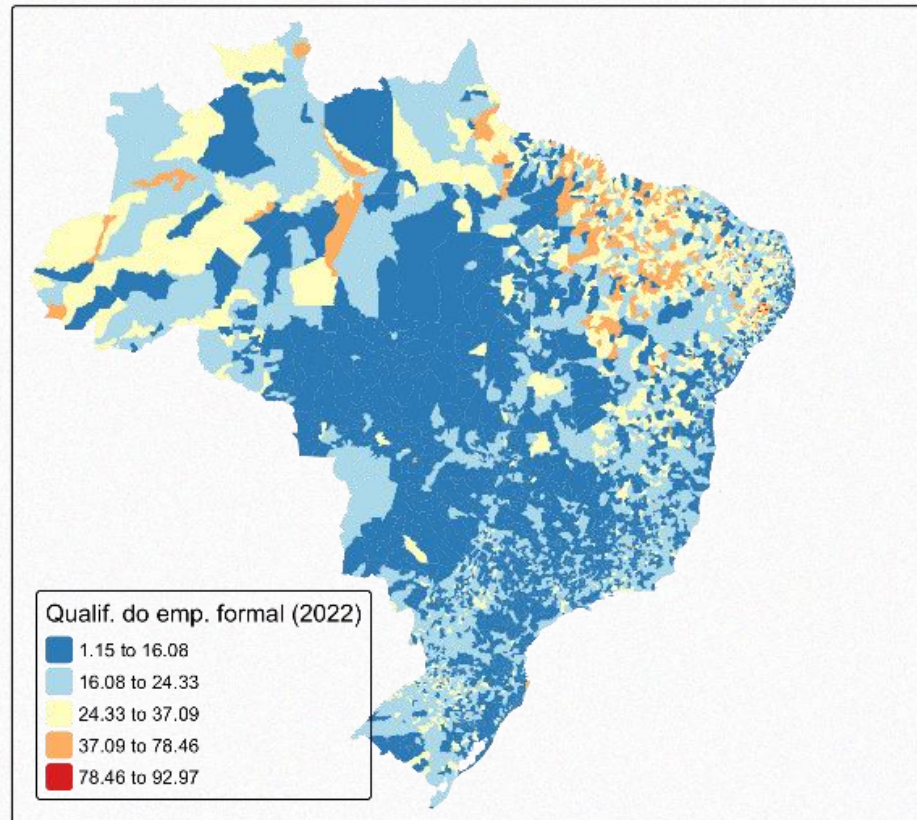 Qualif. do emp. formal (2022)
1.15 to 16.08
16.08 to 24.33
24.33 to 37.09
37.09 to 78.46
78.46 to 92.97